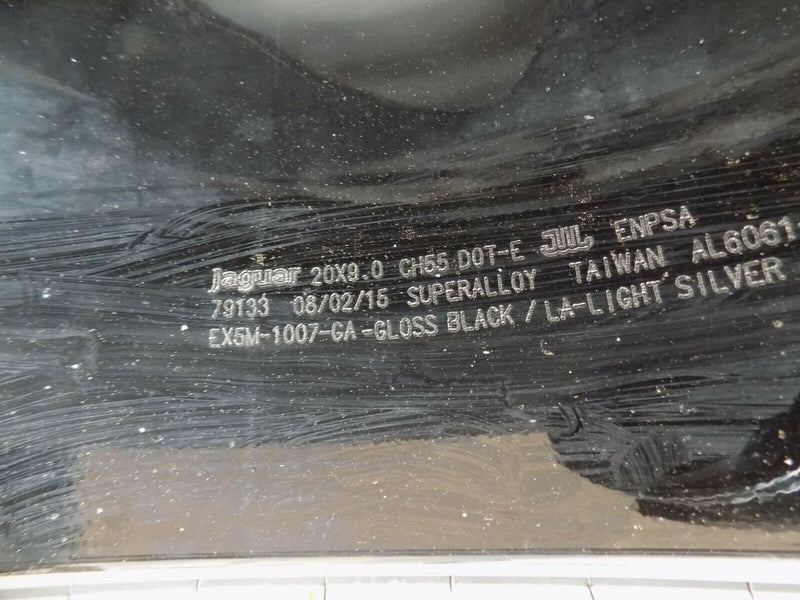 Jaguar 20X9.0 CH55 DOT-E JWL ENPSA
79133 08/02/15 SUPERALLOY TAIWAN AL6061-
EX5M-1007-GA-GLOSS BLACK / LA-LIGHT SILVER